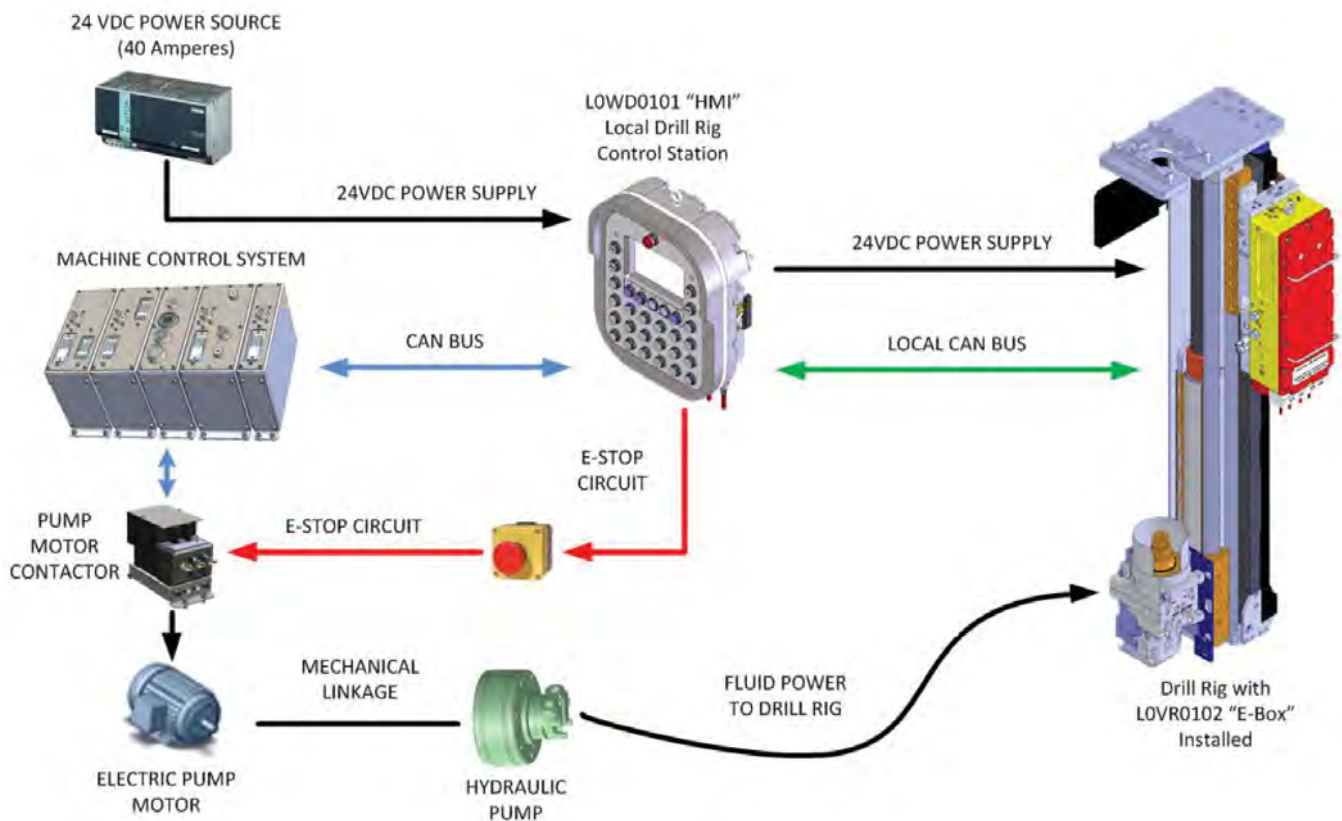 24 VDC POWER SOURCE
(40 Amperes)
L0WD0101 “HMI”
Local Drill Rig
Control Station
24VDC POWER SUPPLY
24VDC POWER SUPPLY
MACHINE CONTROL SYSTEM
CAN BUS
LOCAL CAN BUS
E-STOP
CIRCUIT
PUMP
MOTOR
CONTACTOR
E-STOP CIRCUIT
MECHANICAL
LINKAGE
FLUID POWER
TO DRILL RIG
Drill Rig with
L0VR0102 “E-Box”
Installed
ELECTRIC PUMP
MOTOR
HYDRAULIC
PUMP